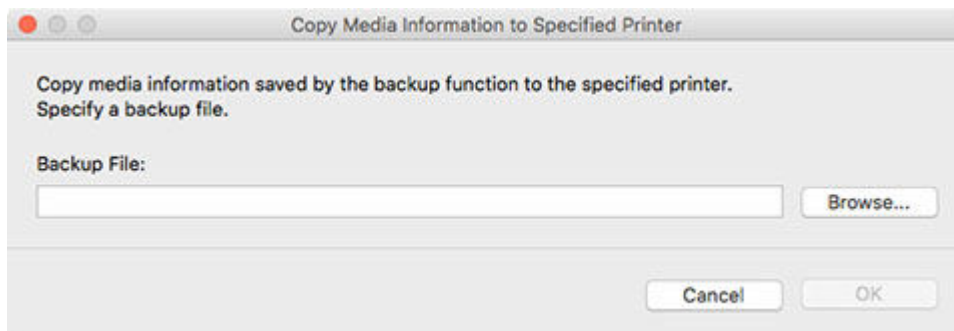 Copy Media Information to Specified Printer
Copy media information saved by the backup function to the specified printer.
Specify a backup file.
Backup File:
Browse...
Cancel
OK